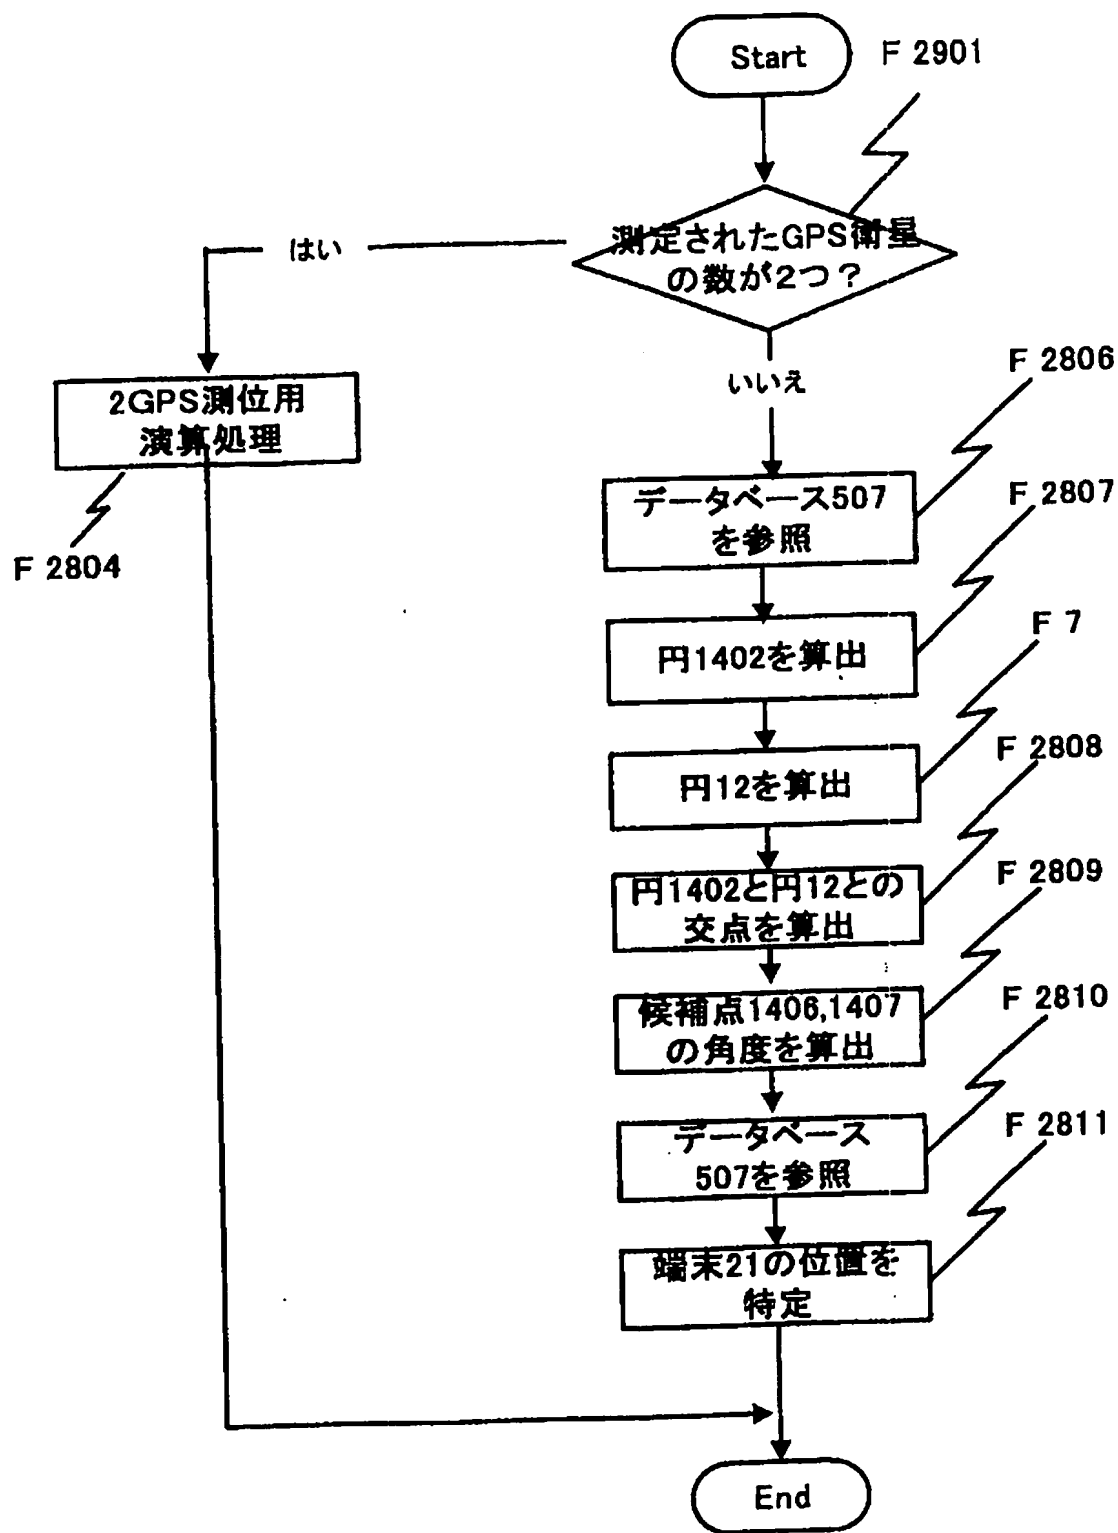 Start
F 2901
測定されたGPS衛星
の数が2つ？
はい
いいえ
2GPS測位用
演算処理
F 2804
F 2806
データベース507
を参照
F 2807
円1402を算出
F 7
円12を算出
F 2808
円1402と円12との
交点を算出
F 2809
候補点1406,1407
の角度を算出
F 2810
データベース
507を参照
F 2811
端末21の位置を
特定
End